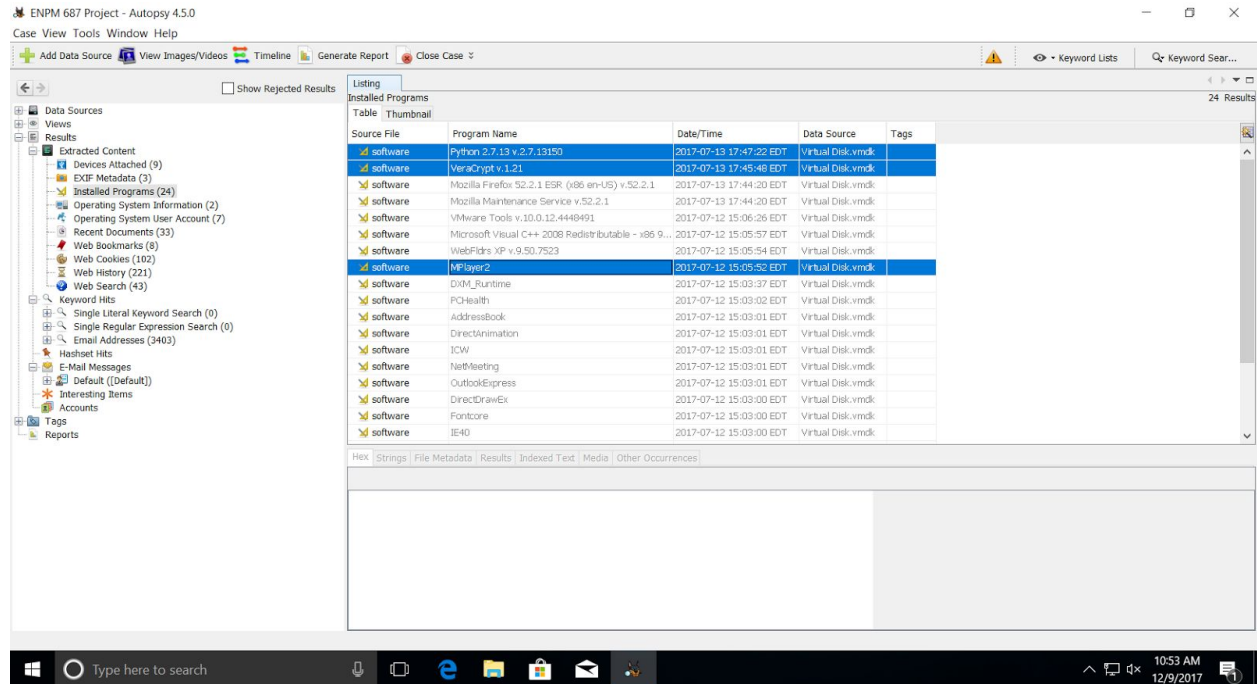 ENPM 687 Project - Autopsy 4.5.0
Case View Tools Window Help
Add Data Source View Images/Videos Timeline Generate Report Close Case Keyword Lists Keyword Sear...
Show Rejected Results
Data Sources
Views
Results
Extracted Content
Devices Attached (9)
EXIF Metadata (3)
Installed Programs (24)
Operating System Information (2)
Operating System User Account (7)
Recent Documents (33)
Web Bookmarks (8)
Web Cookies (102)
Web History (221)
Web Search (43)
Keyword Hits
Single Literal Keyword Search (0)
Single Regular Expression Search (0)
Email Addresses (3403)
Hashset Hits
E-Mail Messages
Default ([Default])
Interesting Items
Accounts
Tags
Reports
Listing
Installed Programs 24 Results
Table Thumbnail
Source File Program Name Date/Time Data Source Tags
software Python 2.7.13 v.2.7.13150 2017-07-13 17:47:22 EDT Virtual Disk.vmdk
software VeraCrypt v.1.21 2017-07-13 17:45:48 EDT Virtual Disk.vmdk
software Mozilla Firefox 52.2.1 ESR (x86 en-US) v.52.2.1 2017-07-13 17:44:20 EDT Virtual Disk.vmdk
software Mozilla Maintenance Service v.52.2.1 2017-07-13 17:44:20 EDT Virtual Disk.vmdk
software VMware Tools v.10.0.12.4448491 2017-07-12 15:06:26 EDT Virtual Disk.vmdk
software Microsoft Visual C++ 2008 Redistributable - x86 9... 2017-07-12 15:05:57 EDT Virtual Disk.vmdk
software WebFldrs XP v.9.50.7523 2017-07-12 15:05:54 EDT Virtual Disk.vmdk
software MPlayer2 2017-07-12 15:05:52 EDT Virtual Disk.vmdk
software DXM_Runtime 2017-07-12 15:03:37 EDT Virtual Disk.vmdk
software PCHealth 2017-07-12 15:03:02 EDT Virtual Disk.vmdk
software AddressBook 2017-07-12 15:03:01 EDT Virtual Disk.vmdk
software DirectAnimation 2017-07-12 15:03:01 EDT Virtual Disk.vmdk
software ICW 2017-07-12 15:03:01 EDT Virtual Disk.vmdk
software NetMeeting 2017-07-12 15:03:01 EDT Virtual Disk.vmdk
software OutlookExpress 2017-07-12 15:03:01 EDT Virtual Disk.vmdk
software DirectDrawEx 2017-07-12 15:03:00 EDT Virtual Disk.vmdk
software Fontcore 2017-07-12 15:03:00 EDT Virtual Disk.vmdk
software IE40 2017-07-12 15:03:00 EDT Virtual Disk.vmdk
Hex Strings File Metadata Results Indexed Text Media Other Occurrences
Type here to search
10:53 AM
12/9/2017
1